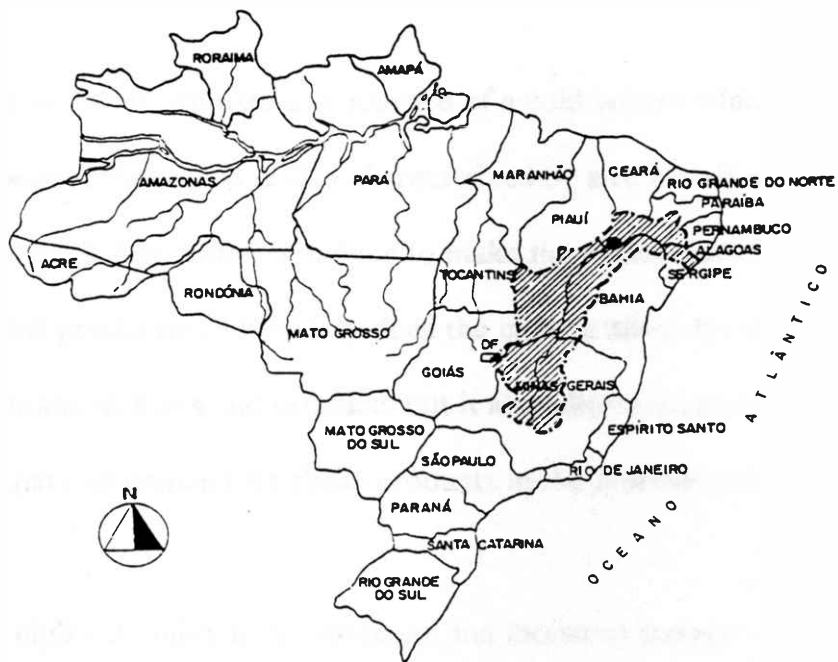 RORAIMA
AMAPÁ
AMAZONAS
PARÁ
MARANHÃO
CEARÁ
RIO GRANDE DO NORTE
PARAÍBA
PIAUÍ
PERNAMBUCO
ALAGOAS
SERGIPE
ACRE
RONDÔNIA
TOCANTINS
BAHIA
MATO GROSSO
DF
GOIÁS
MINAS GERAIS
MATO GROSSO
DO SUL
ESPÍRITO SANTO
SÃO PAULO
RIO DE JANEIRO
PARANÁ
SANTA CATARINA
RIO GRANDE
DO SUL
N
OCEANO ATLÂNTICO